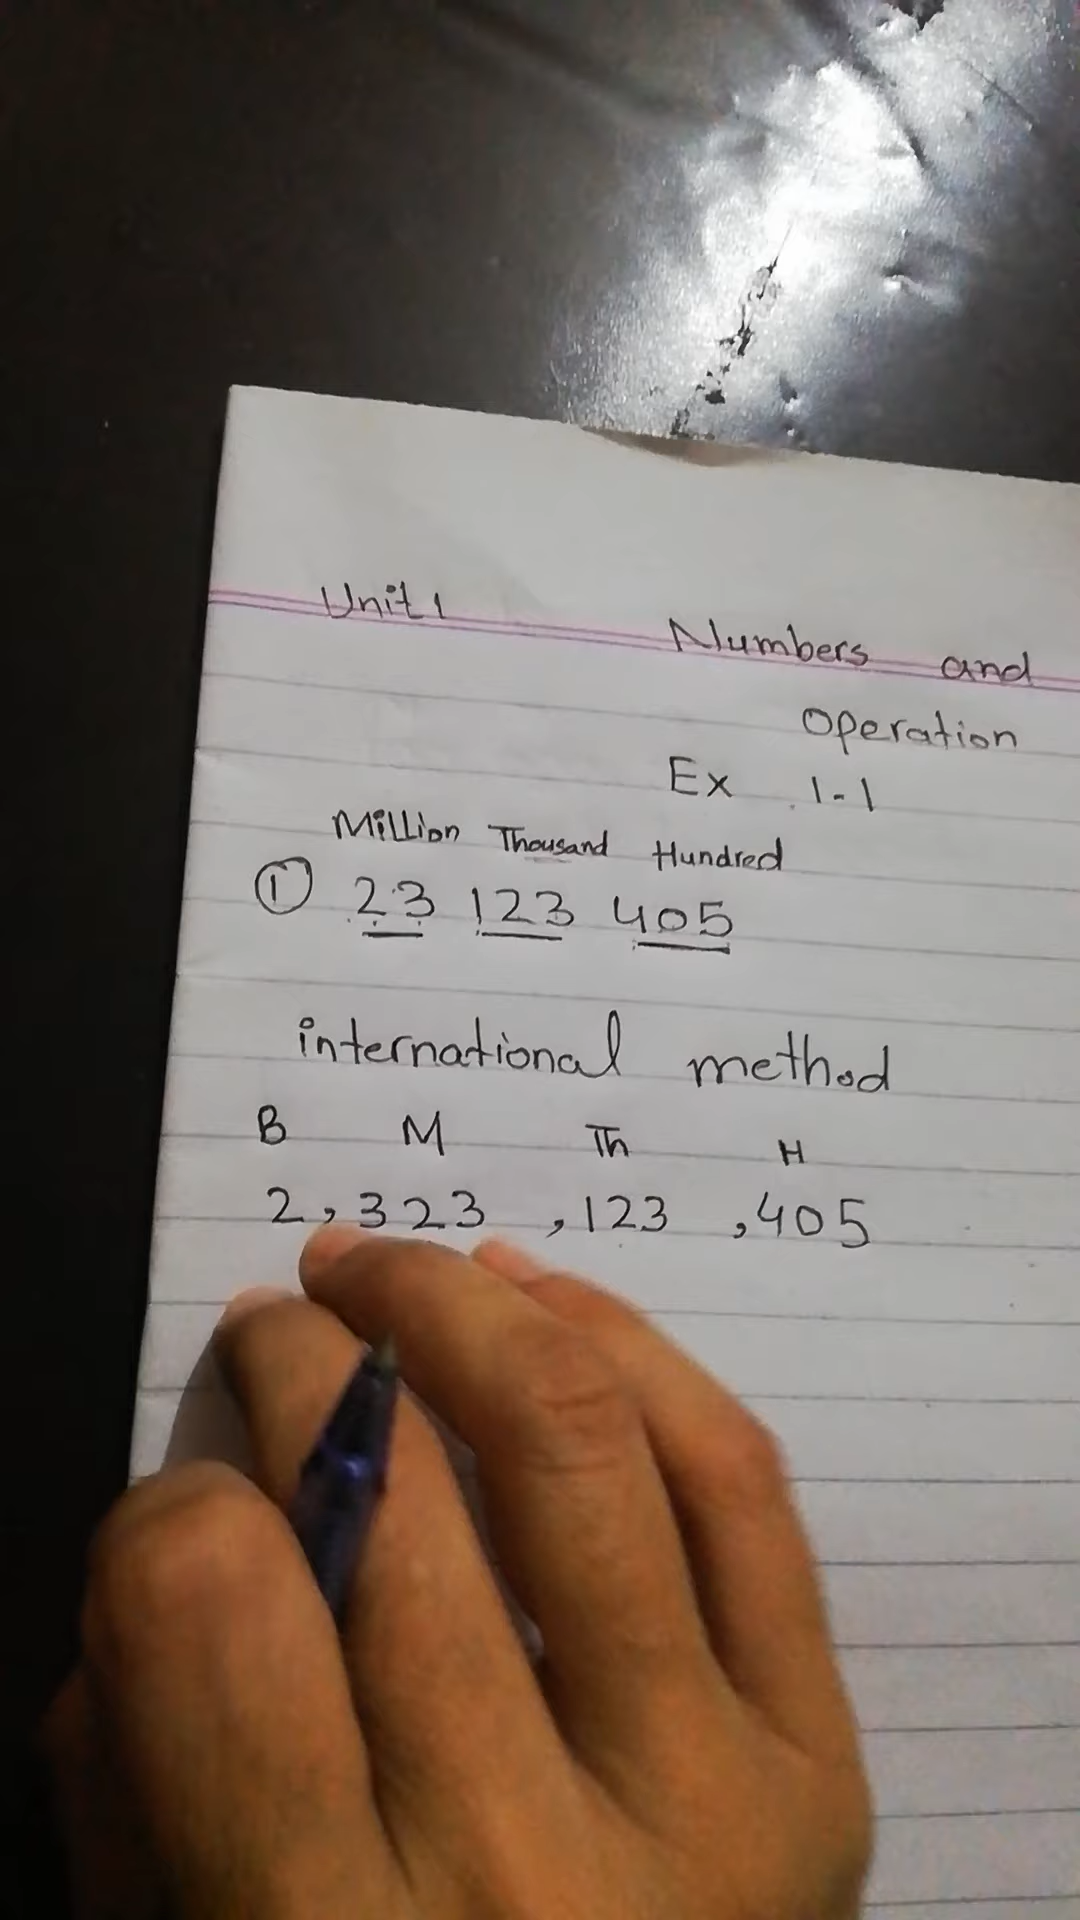 Unit 1
Numbers and
Operation
Ex 1-1
Million Thousand Hundred
① 23 123 405
international method
B M Th H
2,323,123,405